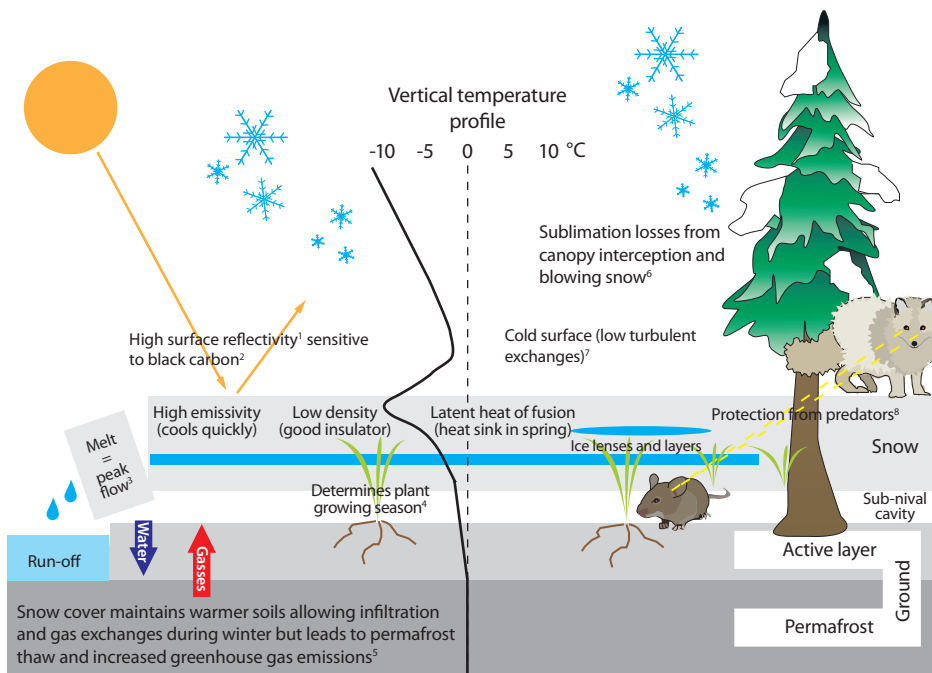 Vertical temperature
profile
-10 -5 0 5 10 °C
Sublimation losses from
canopy interception and
blowing snow⁶
High surface reflectivity¹ sensitive
to black carbon²
Cold surface (low turbulent
exchanges)⁷
High emissivity
(cools quickly)
Low density
(good insulator)
Latent heat of fusion
(heat sink in spring)
Protection from predators⁸
Ice lenses and layers
Snow
Melt
=
peak
flow³
Determines plant
growing season⁴
Sub-nival
cavity
Run-off
Water
Gasses
Active layer
Ground
Permafrost
Snow cover maintains warmer soils allowing infiltration
and gas exchanges during winter but leads to permafrost
thaw and increased greenhouse gas emissions⁵